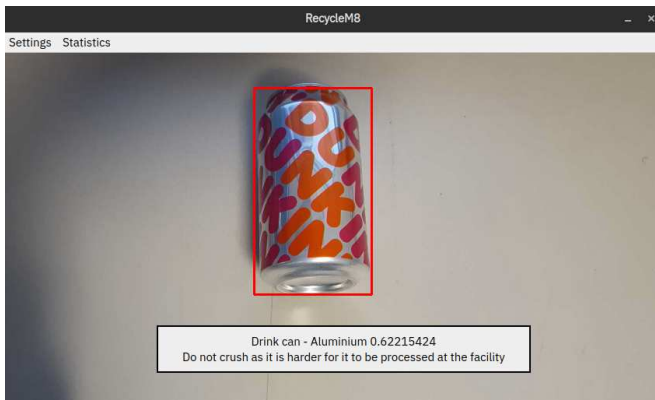 RecycleM8
Settings Statistics
DUNKIN
Drink can - Aluminium 0.62215424
Do not crush as it is harder for it to be processed at the facility